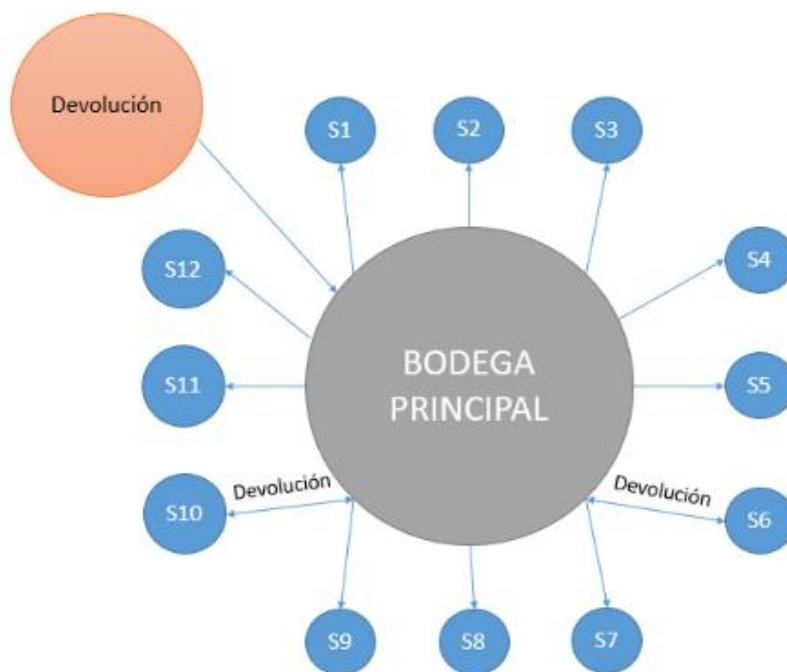 Devolución
S1
S2
S3
S12
S4
BODEGA
PRINCIPAL
S11
S5
Devolución
Devolución
S10
S6
S9
S8
S7